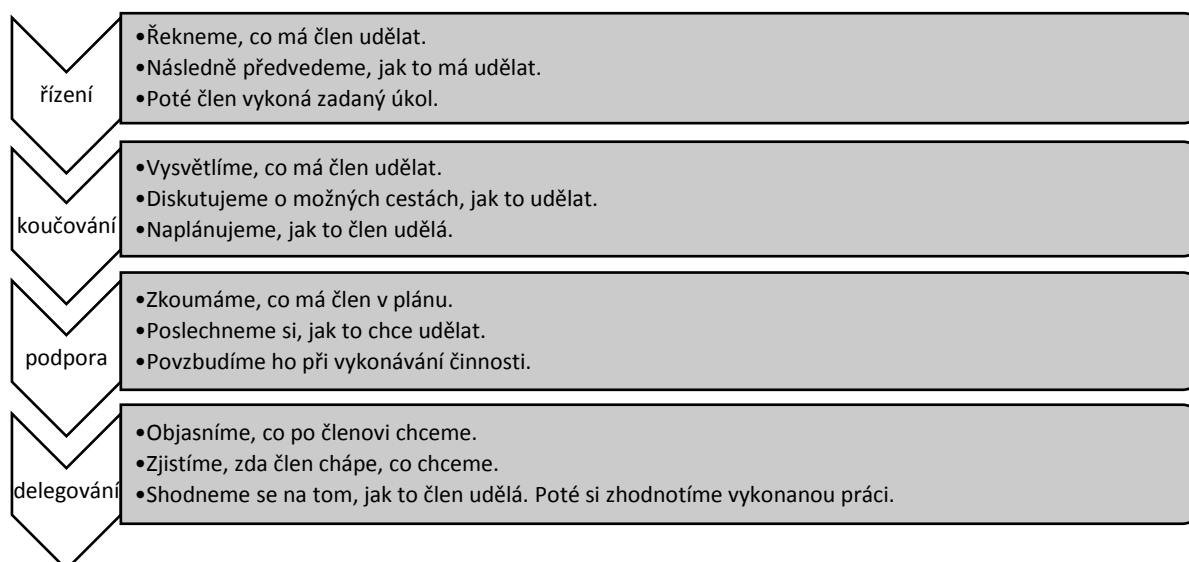 řízení
•Řekneme, co má člen udělat.
•Následně předvedeme, jak to má udělat.
•Poté člen vykoná zadaný úkol.
koučování
•Vysvětlíme, co má člen udělat.
•Diskutujeme o možných cestách, jak to udělat.
•Naplánujeme, jak to člen udělá.
podpora
•Zkoumáme, co má člen v plánu.
•Poslechneme si, jak to chce udělat.
•Povzbudíme ho při vykonávání činnosti.
delegování
•Objasníme, co po členovi chceme.
•Zjistíme, zda člen chápe, co chceme.
•Shodneme se na tom, jak to člen udělá. Poté si zhodnotíme vykonanou práci.